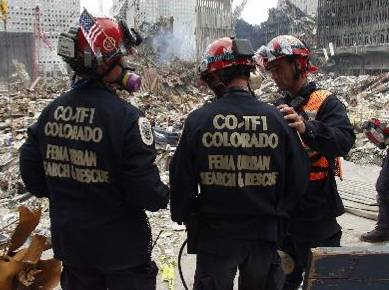 CO-TF1
COLORADO
FEMA URBAN
SEARCH & RESCUE
CO-TF1
COLORADO
FEMA URBAN
SEARCH & RESCUE